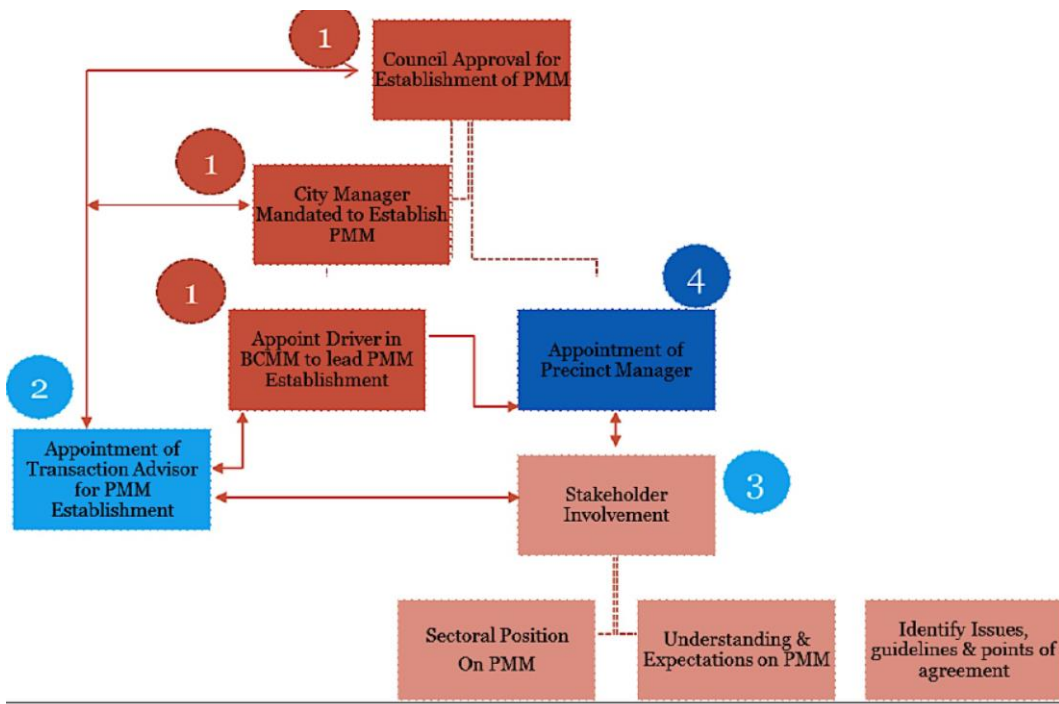 1
Council Approval for
Establishment of PMM
1
City Manager
Mandated to Establish
PMM
1
Appoint Driver in
BCMM to lead PMM
Establishment
4
Appointment of
Precinct Manager
2
Appointment of
Transaction Advisor
for PMM
Establishment
3
Stakeholder
Involvement
Sectoral Position
On PMM
Understanding &
Expectations on PMM
Identify Issues,
guidelines & points of
agreement